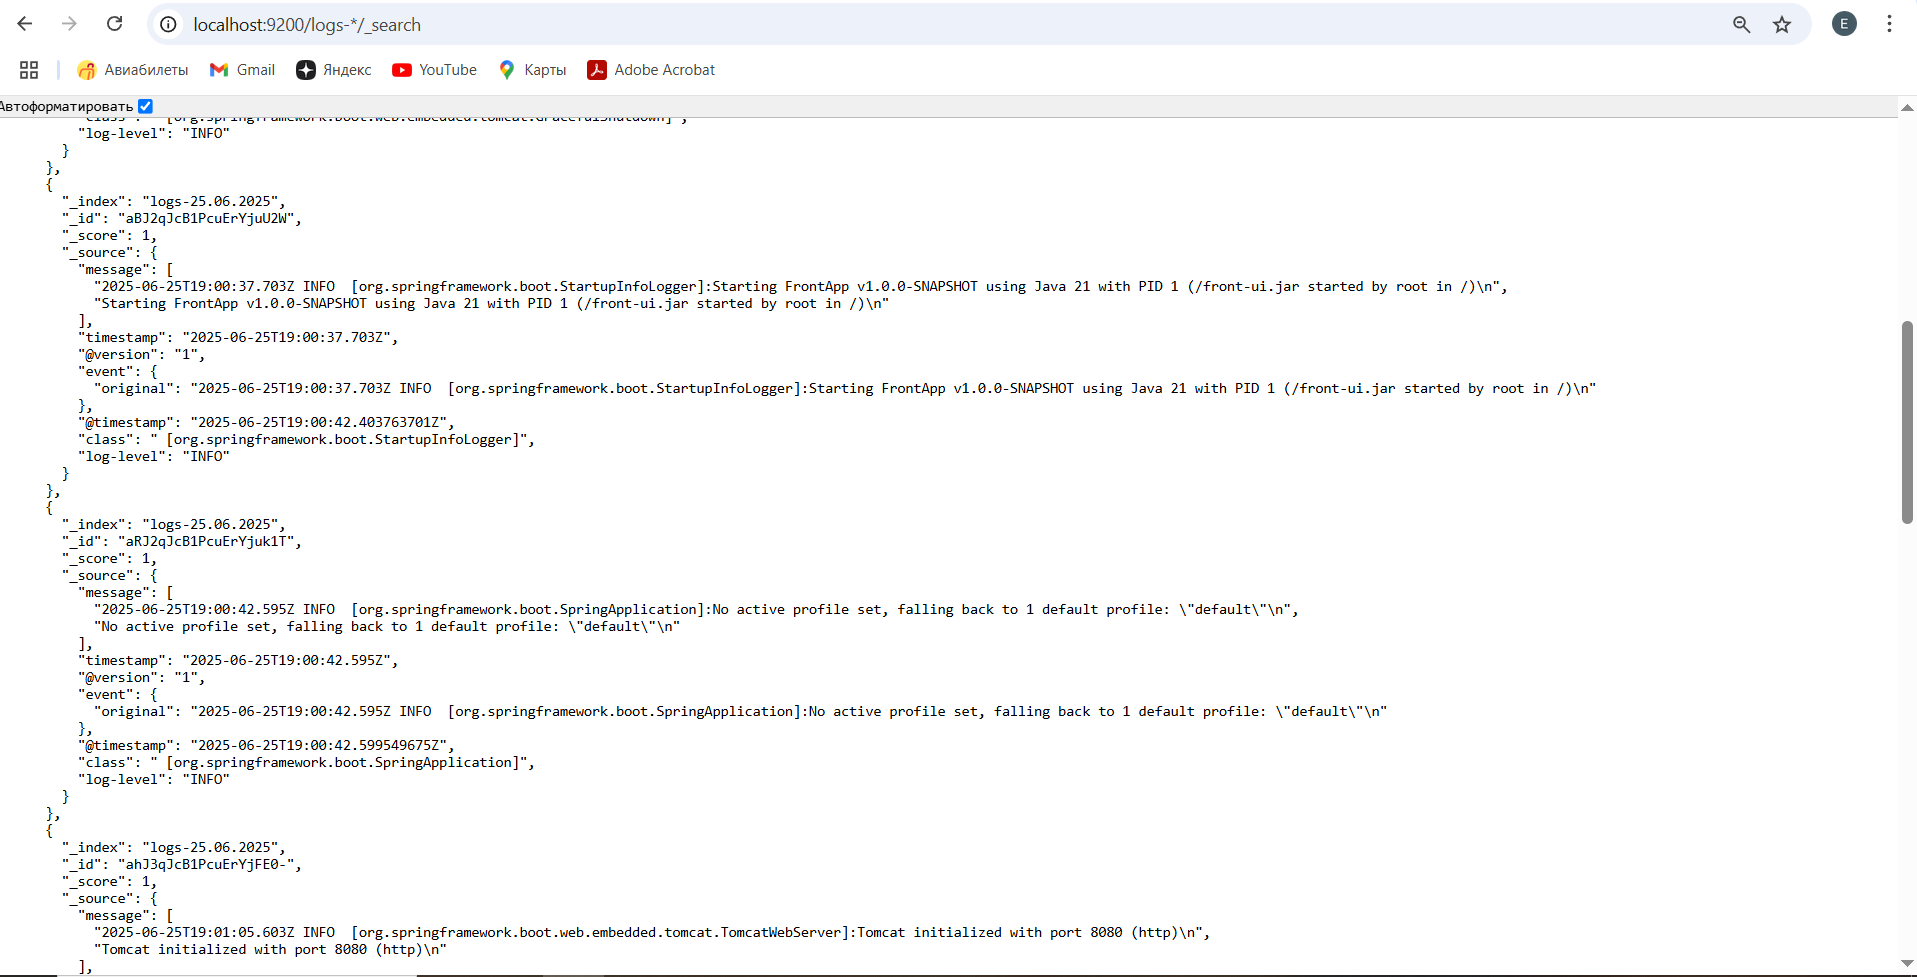 localhost:9200/logs-*/_search
E
Авиабилеты Gmail Яндекс YouTube Карты Adobe Acrobat
Автоформатировать
"class": " [org.springframework.boot.web.embedded.tomcat.GracefulShutdown]",
"log-level": "INFO"
}
},
{
"_index": "logs-25.06.2025",
"_id": "aBJ2qJcB1PcuErYjuU2W",
"_score": 1,
"_source": {
"message": [
"2025-06-25T19:00:37.703Z INFO  [org.springframework.boot.StartupInfoLogger]:Starting FrontApp v1.0.0-SNAPSHOT using Java 21 with PID 1 (/front-ui.jar started by root in /)\n",
"Starting FrontApp v1.0.0-SNAPSHOT using Java 21 with PID 1 (/front-ui.jar started by root in /)\n"
],
"timestamp": "2025-06-25T19:00:37.703Z",
"@version": "1",
"event": {
"original": "2025-06-25T19:00:37.703Z INFO  [org.springframework.boot.StartupInfoLogger]:Starting FrontApp v1.0.0-SNAPSHOT using Java 21 with PID 1 (/front-ui.jar started by root in /)\n"
},
"@timestamp": "2025-06-25T19:00:42.403763701Z",
"class": " [org.springframework.boot.StartupInfoLogger]",
"log-level": "INFO"
}
},
{
"_index": "logs-25.06.2025",
"_id": "aRJ2qJcB1PcuErYjuk1T",
"_score": 1,
"_source": {
"message": [
"2025-06-25T19:00:42.595Z INFO  [org.springframework.boot.SpringApplication]:No active profile set, falling back to 1 default profile: \"default\"\n",
"No active profile set, falling back to 1 default profile: \"default\"\n"
],
"timestamp": "2025-06-25T19:00:42.595Z",
"@version": "1",
"event": {
"original": "2025-06-25T19:00:42.595Z INFO  [org.springframework.boot.SpringApplication]:No active profile set, falling back to 1 default profile: \"default\"\n"
},
"@timestamp": "2025-06-25T19:00:42.599549675Z",
"class": " [org.springframework.boot.SpringApplication]",
"log-level": "INFO"
}
},
{
"_index": "logs-25.06.2025",
"_id": "ahJ3qJcB1PcuErYjFE0-",
"_score": 1,
"_source": {
"message": [
"2025-06-25T19:01:05.603Z INFO  [org.springframework.boot.web.embedded.tomcat.TomcatWebServer]:Tomcat initialized with port 8080 (http)\n",
"Tomcat initialized with port 8080 (http)\n"
],